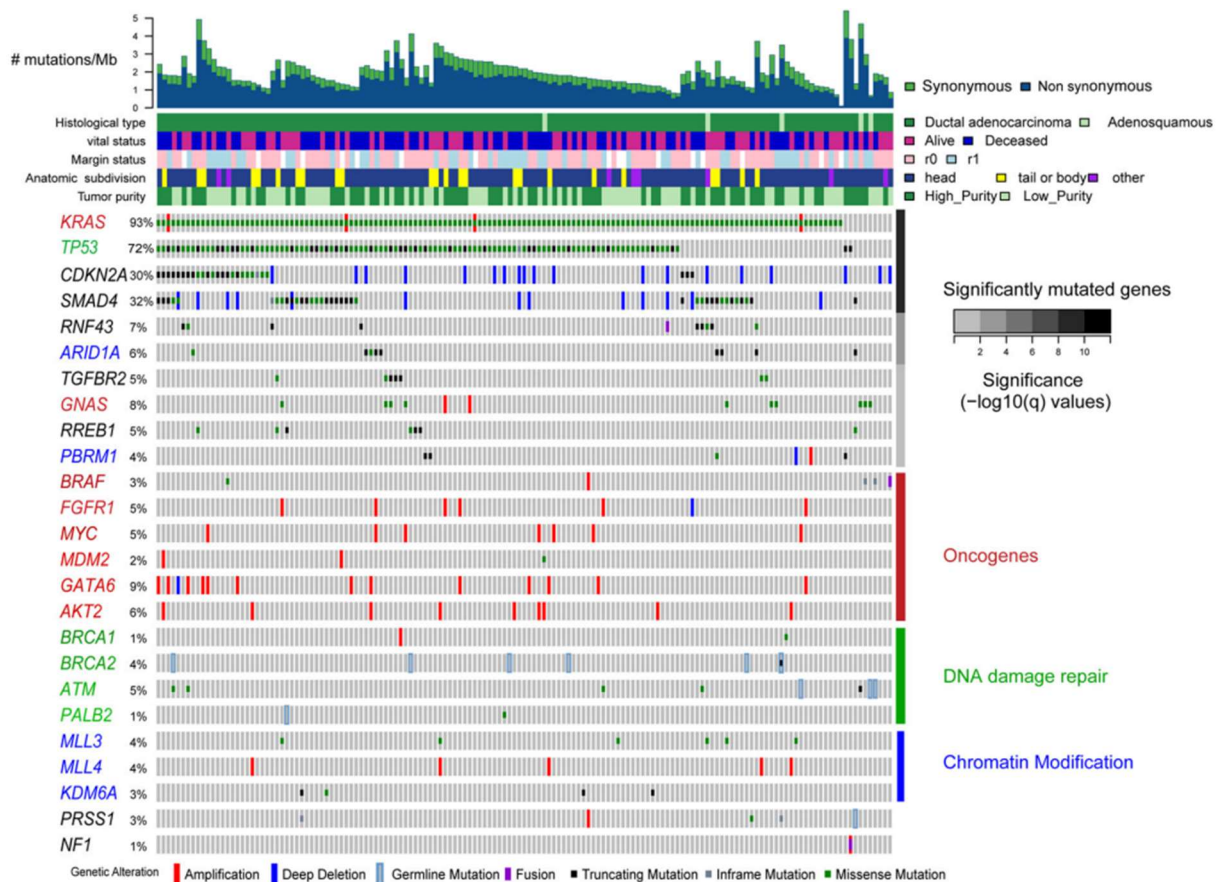 5
4
3
2
1
0
# mutations/Mb
Synonymous Non synonymous
Histological type
Ductal adenocarcinoma Adenosquamous
vital status
Alive Deceased
Margin status
r0 r1
Anatomic subdivision
head tail or body other
Tumor purity
High_Purity Low_Purity
KRAS 93%
TP53 72%
CDKN2A 30%
SMAD4 32%
RNF43 7%
ARID1A 6%
TGFBR2 5%
GNAS 8%
RREB1 5%
PBRM1 4%
BRAF 3%
FGFR1 5%
MYC 5%
MDM2 2%
GATA6 9%
AKT2 6%
BRCA1 1%
BRCA2 4%
ATM 5%
PALB2 1%
MLL3 4%
MLL4 4%
KDM6A 3%
PRSS1 3%
NF1 1%
Significantly mutated genes
2 4 6 8 10
Significance
(−log10(q) values)
Oncogenes
DNA damage repair
Chromatin Modification
Genetic Alteration Amplification Deep Deletion Germline Mutation Fusion Truncating Mutation Inframe Mutation Missense Mutation